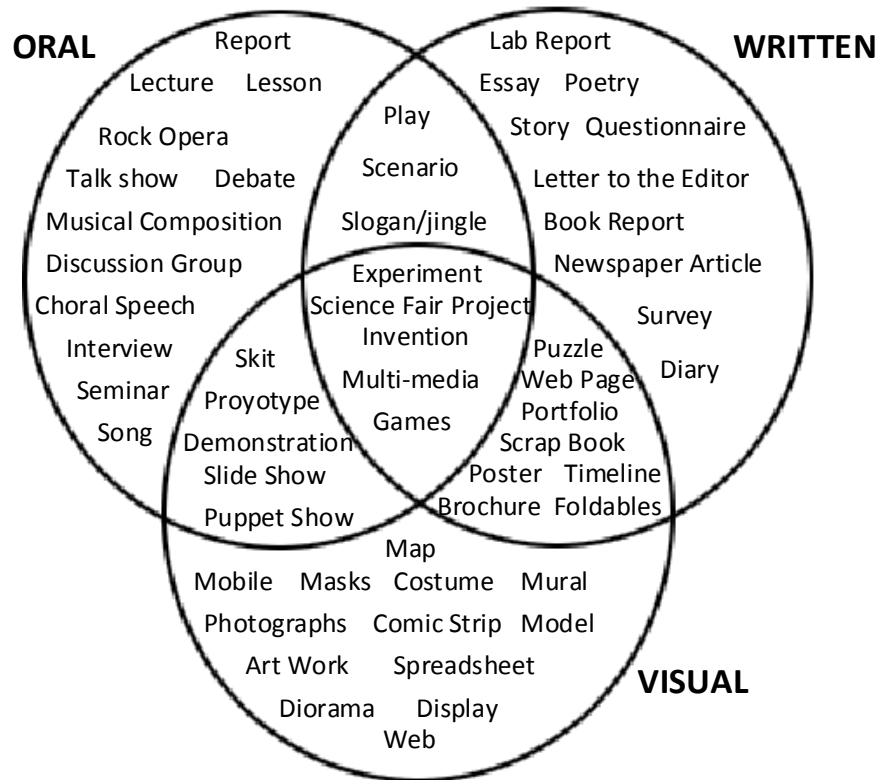 ORAL
Report
Lecture Lesson
Rock Opera
Talk show Debate
Musical Composition
Discussion Group
Choral Speech
Interview
Seminar
Song
Play
Scenario
Slogan/jingle
WRITTEN
Lab Report
Essay Poetry
Story Questionnaire
Letter to the Editor
Book Report
Newspaper Article
Survey
Diary
Experiment
Science Fair Project
Invention
Multi-media
Games
Skit
Proyotype
Demonstration
Slide Show
Puppet Show
Puzzle
Web Page
Portfolio
Scrap Book
Poster Timeline
Brochure Foldables
Map
Mobile Masks Costume Mural
Photographs Comic Strip Model
Art Work Spreadsheet
Diorama Display
Web
VISUAL